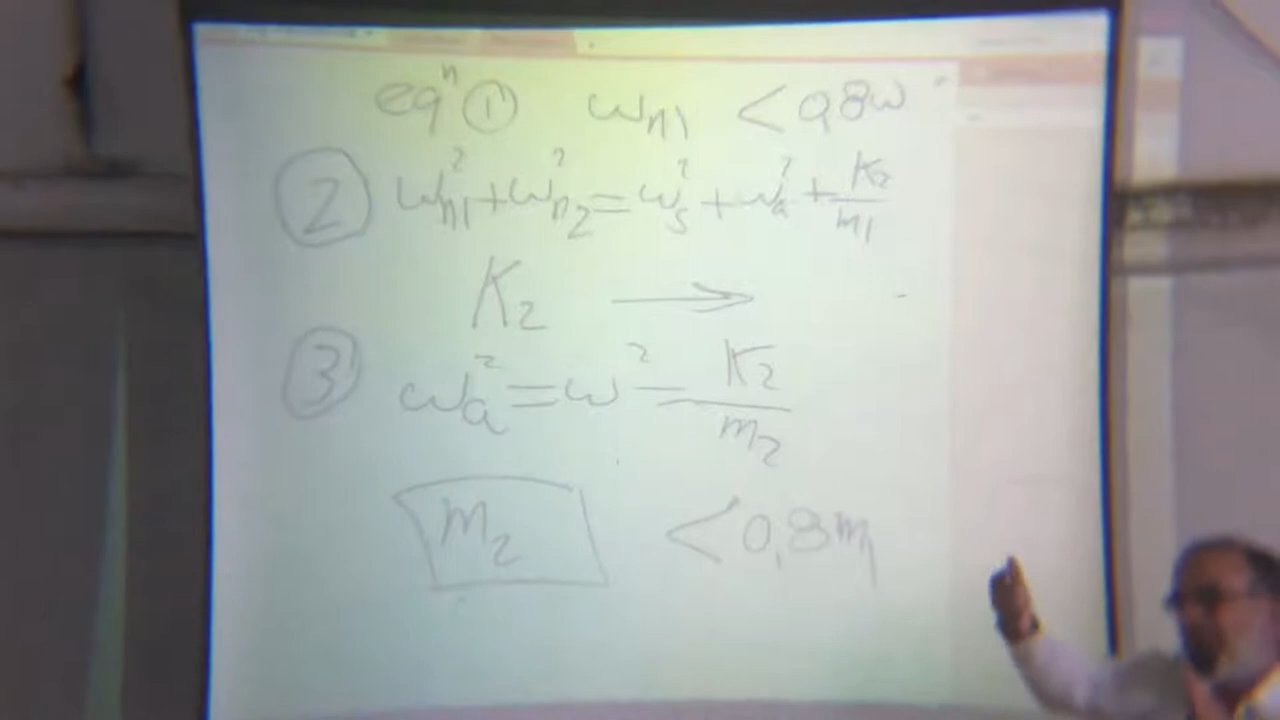 eqⁿ ① ωn1 < 0,8ω
② ωn1² + ωn2² = ωs² + ωa² + K2/m1
K2 →
③ ωa² = ω² = K2/m2
m2 < 0,8m1